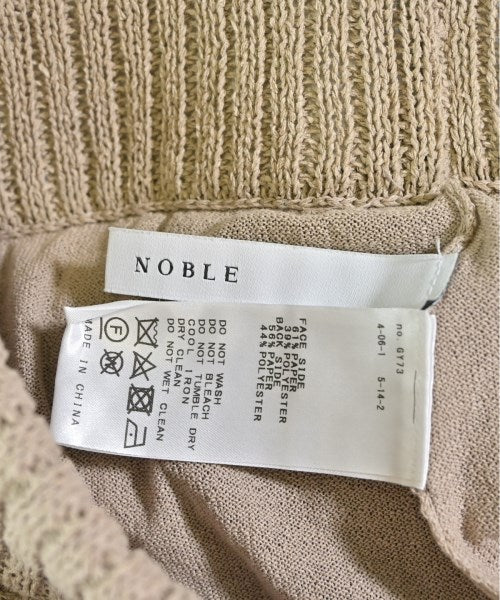 NOBLE
no. GY73
4-06-1 5-14-2
FACE SIDE
61% PAPER
39% POLYESTER
BACK SIDE
56% PAPER
44% POLYESTER
DO NOT WASH
DO NOT BLEACH
DO NOT TUMBLE DRY
COOL IRON
DRY CLEAN
DO NOT WET CLEAN
F
MADE IN CHINA